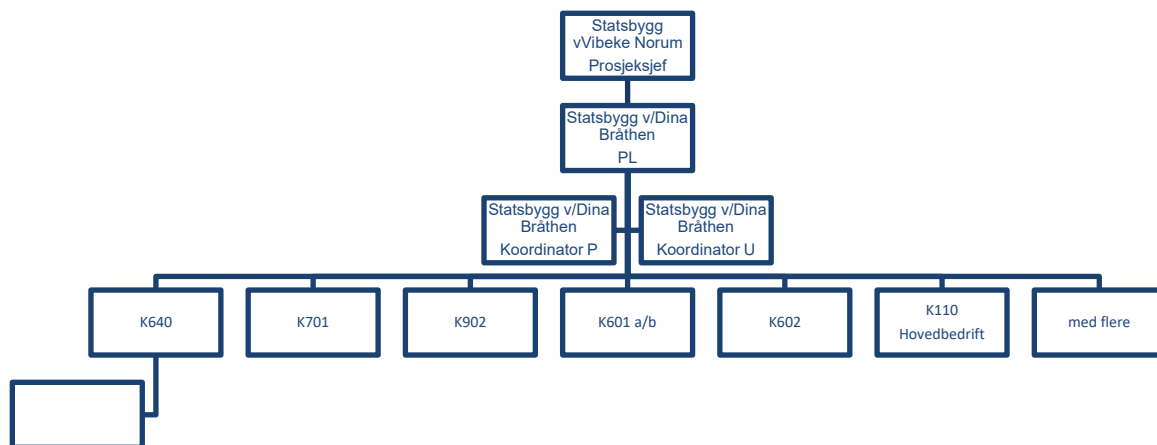 Statsbygg
vVibeke Norum
Prosjeksjef
Statsbygg v/Dina
Bråthen
PL
Statsbygg v/Dina
Bråthen
Koordinator P
Statsbygg v/Dina
Bråthen
Koordinator U
K640
K701
K902
K601 a/b
K602
K110
Hovedbedrift
med flere